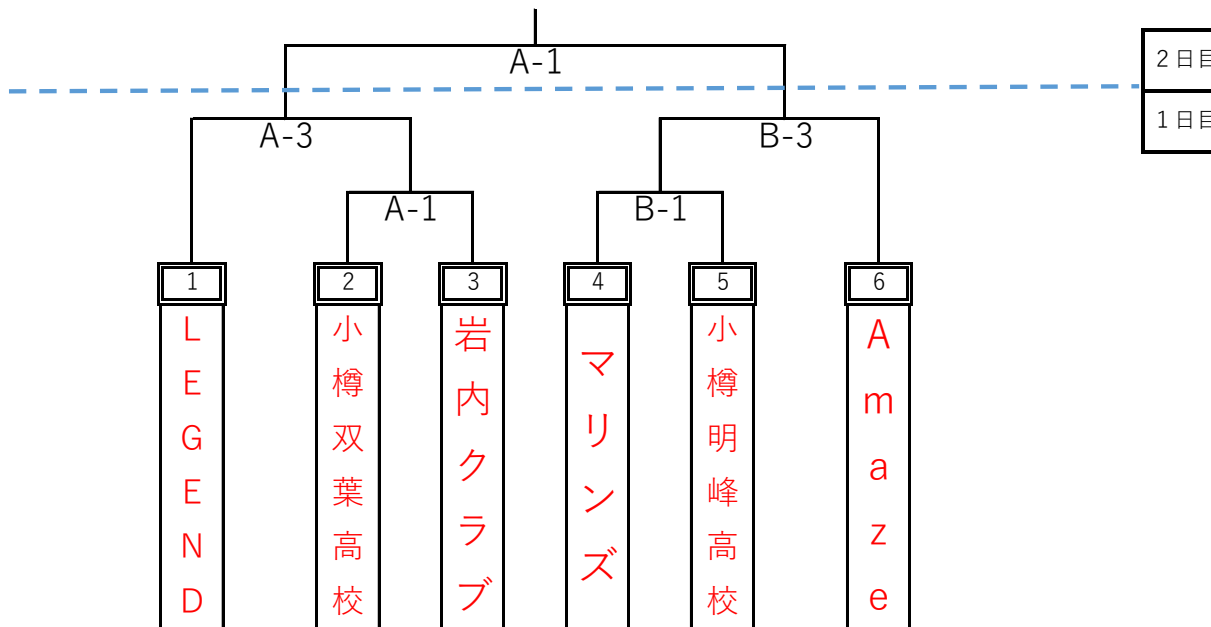 A-1
2日目
1日目
A-3
B-3
A-1
B-1
1
2
3
4
5
6
LEGEND
小樽双葉高校
岩内クラブ
マリンズ
小樽明峰高校
Amaze